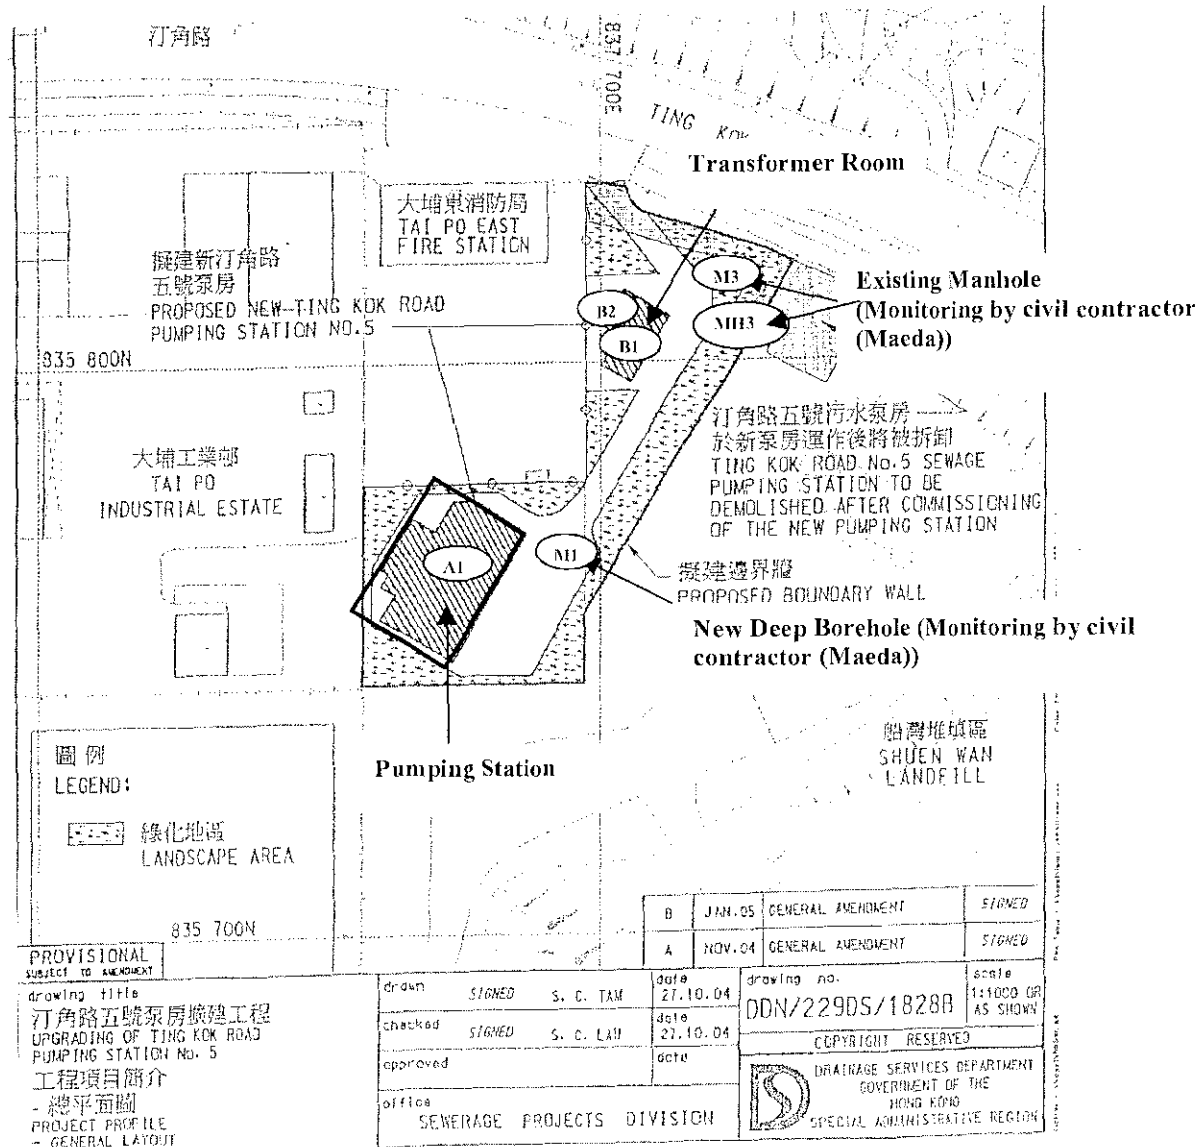 汀角路
837 700E
TING KOK
Transformer Room
大埔東消防局
TAI PO EAST
FIRE STATION
擬建新汀角路
五號泵房
PROPOSED NEW TING KOK ROAD
PUMPING STATION NO.5
M3
Existing Manhole
(Monitoring by civil contractor
(Maeda))
B2
MH3
B1
835 800N
汀角路五號污水泵房
於新泵房運作後將被拆卸
TING KOK ROAD No.5 SEWAGE
PUMPING STATION TO BE
DEMOLISHED AFTER COMMISSIONING
OF THE NEW PUMPING STATION
大埔工業邨
TAI PO
INDUSTRIAL ESTATE
A1
M1
擬建邊界牆
PROPOSED BOUNDARY WALL
New Deep Borehole (Monitoring by civil
contractor (Maeda))
Pumping Station
船灣堆填區
SHUEN WAN
LANDFILL
圖例
LEGEND:
綠化地區
LANDSCAPE AREA
835 700N
B JAN.05 GENERAL AMENDMENT SIGNED
A NOV.04 GENERAL AMENDMENT SIGNED
PROVISIONAL
SUBJECT TO AMENDMENT
drawing title
汀角路五號泵房擴建工程
UPGRADING OF TING KOK ROAD
PUMPING STATION No. 5
工程項目簡介
- 總平面圖
PROJECT PROFILE
- GENERAL LAYOUT
drawn SIGNED S. C. TAM date 27.10.04
checked SIGNED S. C. LAU date 27.10.04
approved date
office
SEWERAGE PROJECTS DIVISION
drawing no.
DDN/229DS/1828B
scale
1:1000 OR
AS SHOWN
COPYRIGHT RESERVED
DRAINAGE SERVICES DEPARTMENT
GOVERNMENT OF THE
HONG KONG
SPECIAL ADMINISTRATIVE REGION